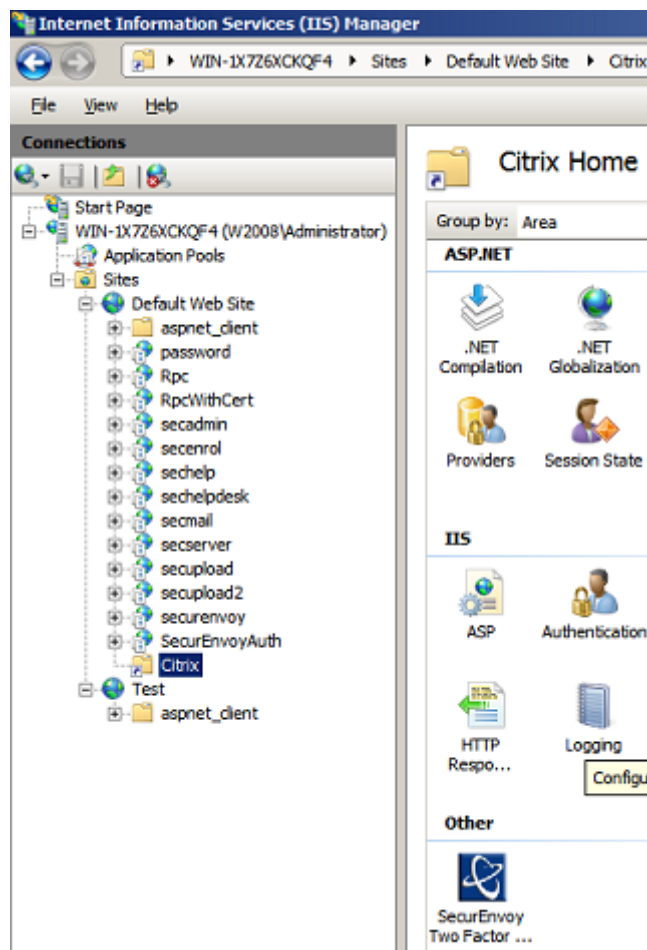 Internet Information Services (IIS) Manager
WIN-1X7Z6XCKQF4 Sites Default Web Site Citrix
File View Help
Connections
Start Page
WIN-1X7Z6XCKQF4 (W2008\Administrator)
Application Pools
Sites
Default Web Site
aspnet_client
password
Rpc
RpcWithCert
secadmin
secenrol
sechelp
sechelpdesk
secmail
secserver
secupload
secupload2
securenvoy
SecurEnvoyAuth
Citrix
Test
aspnet_client
Citrix Home
Group by: Area
ASP.NET
.NET Compilation
.NET Globalization
Providers
Session State
IIS
ASP
Authentication
HTTP Respo...
Logging
Configu
Other
SecurEnvoy
Two Factor ...